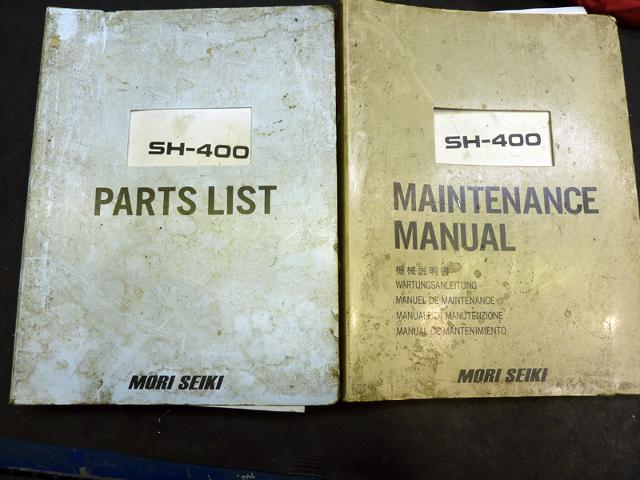 SH-400
PARTS LIST
MORI SEIKI
SH-400
MAINTENANCE
MANUAL
機械説明書
WARTUNGSANLEITUNG
MANUEL DE MAINTENANCE
MANUALE DI MANUTENZIONE
MANUAL DE MANTENIMIENTO
MORI SEIKI